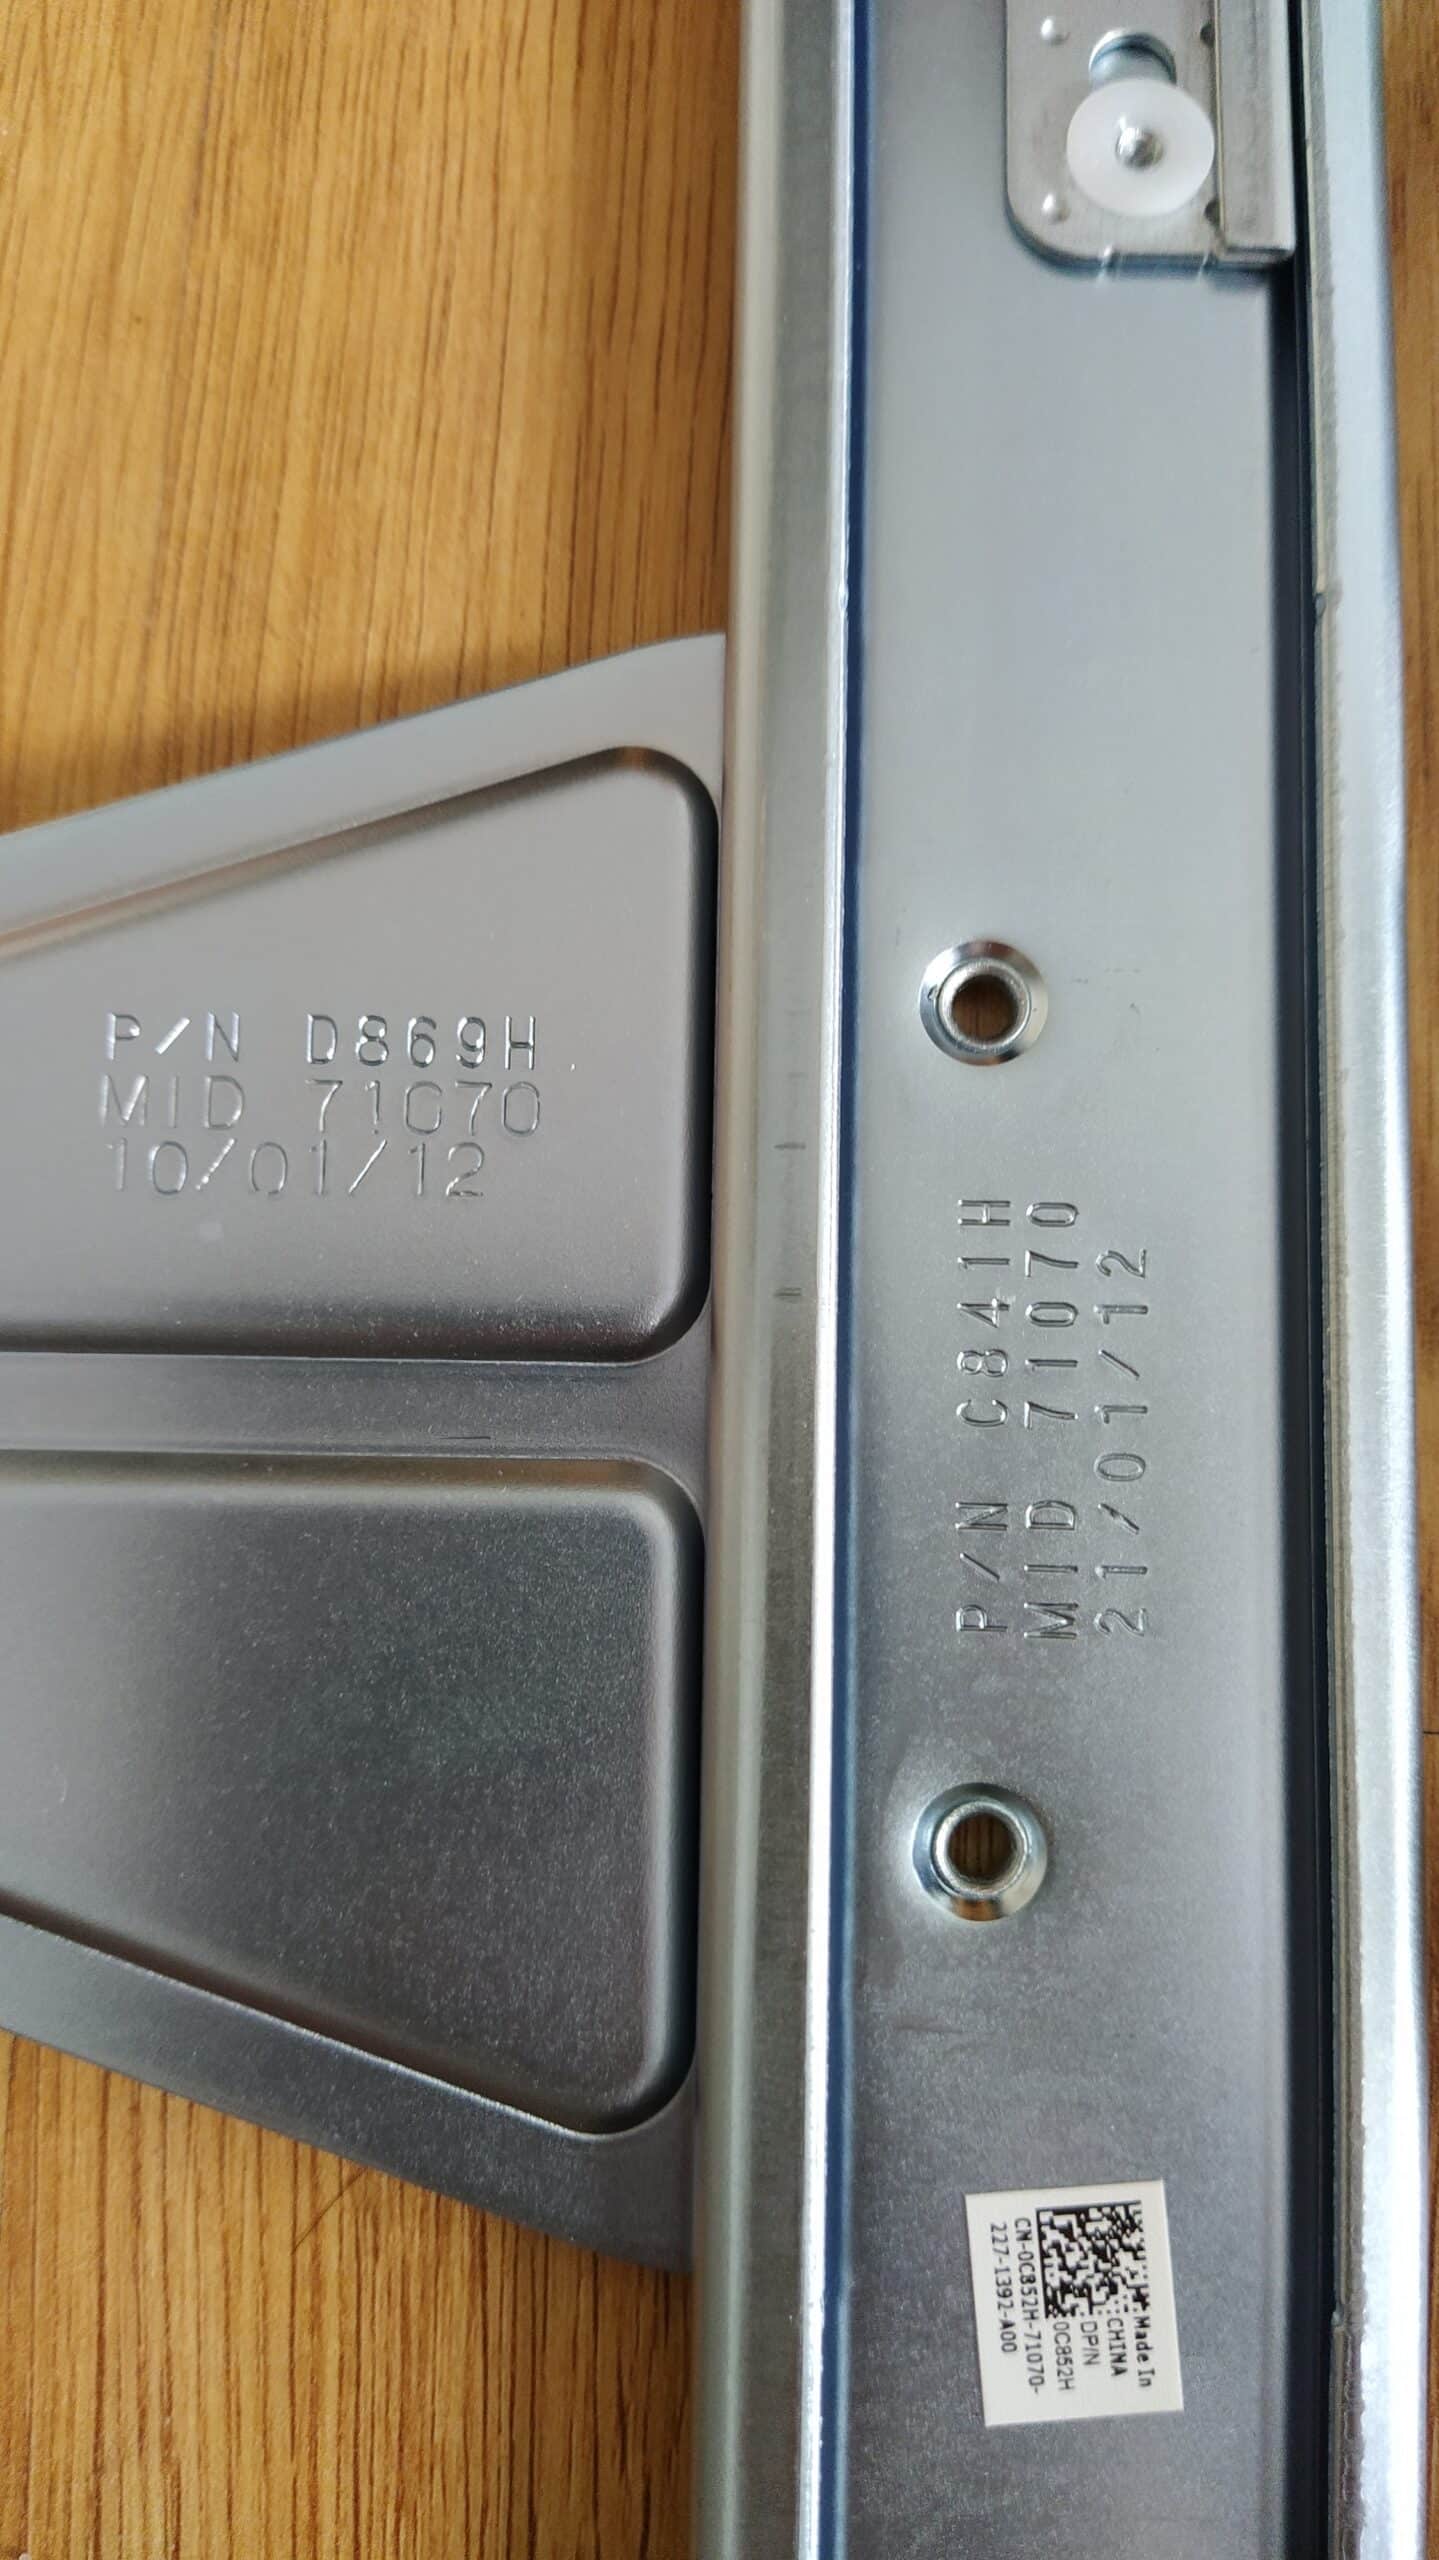 P/N D869H
MID 71070
10/01/12
P/N C841H
MID 71070
21/01/12
Made In
CHINA
DP/N
0C852H
CN-0C852H-71070-
227-1392-A00